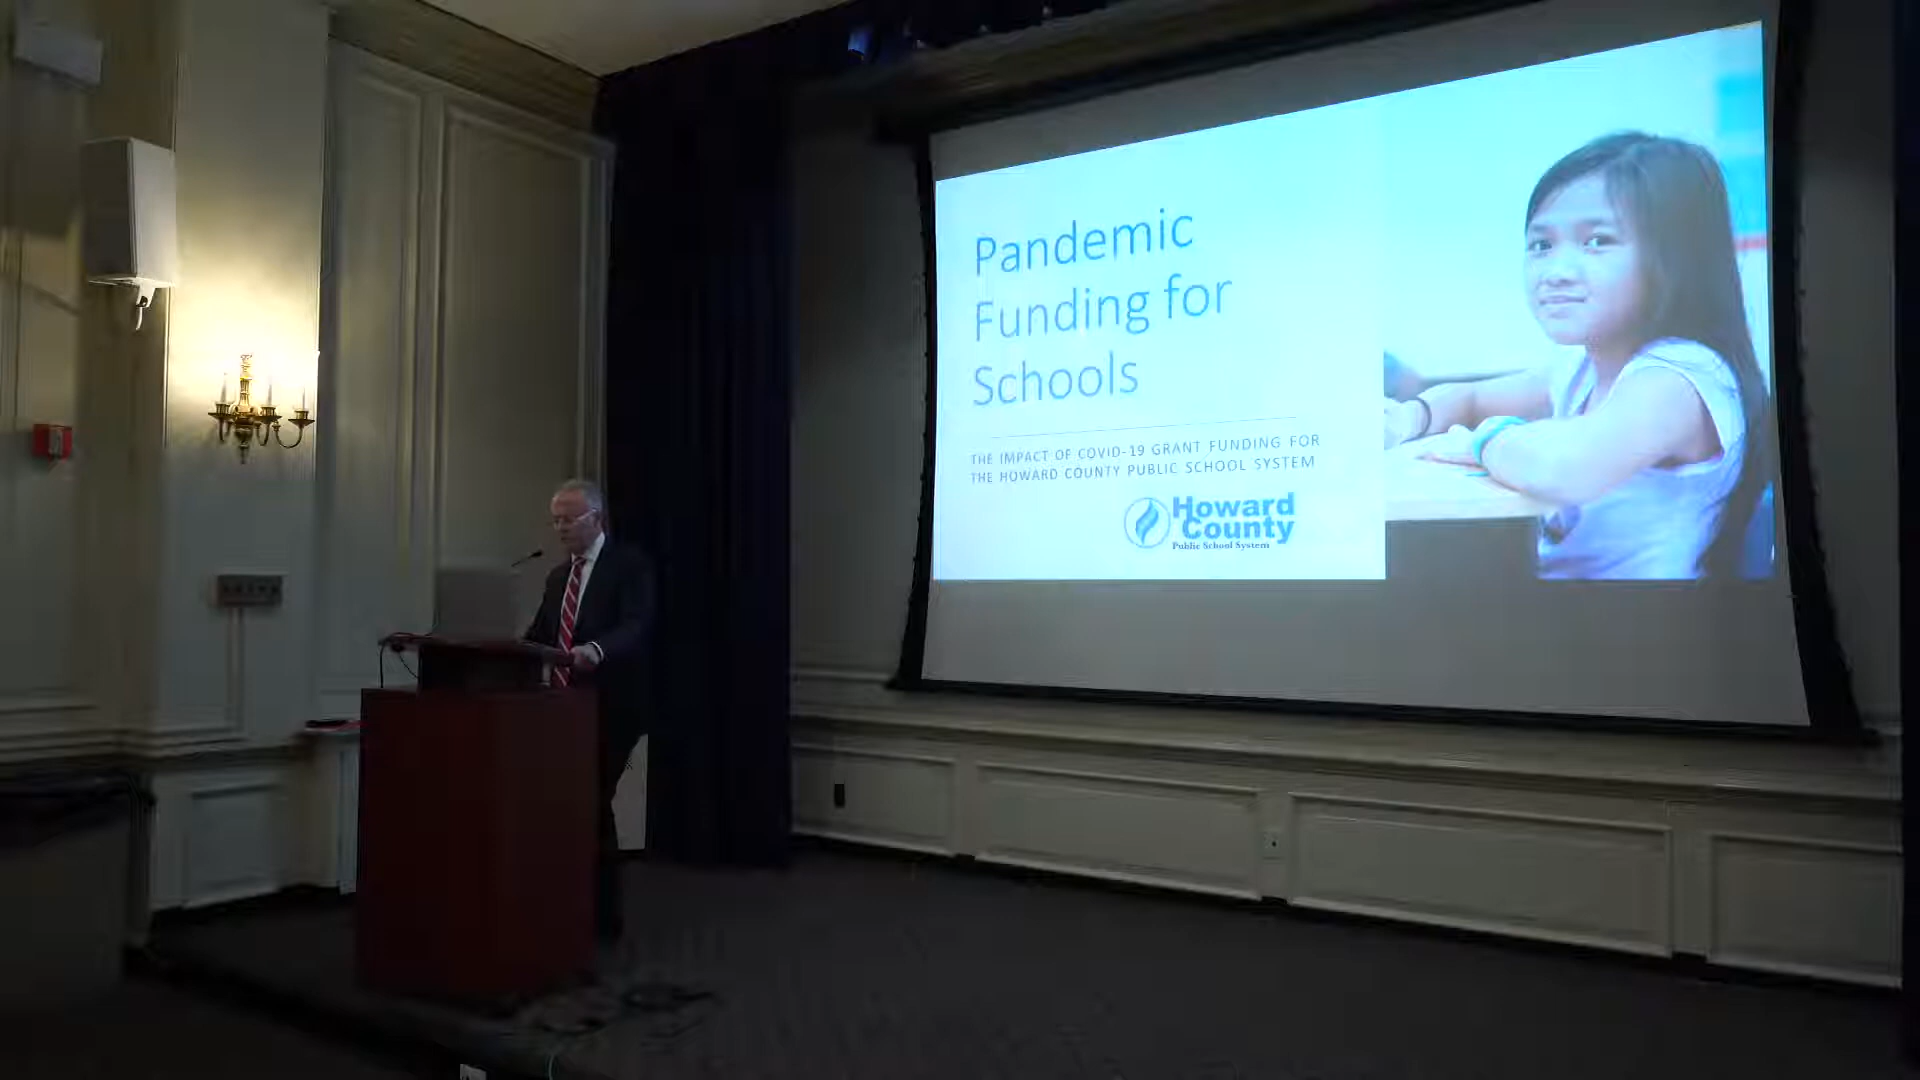 Pandemic
Funding for
Schools
THE IMPACT OF COVID-19 GRANT FUNDING FOR
THE HOWARD COUNTY PUBLIC SCHOOL SYSTEM
Howard
County
Public School System